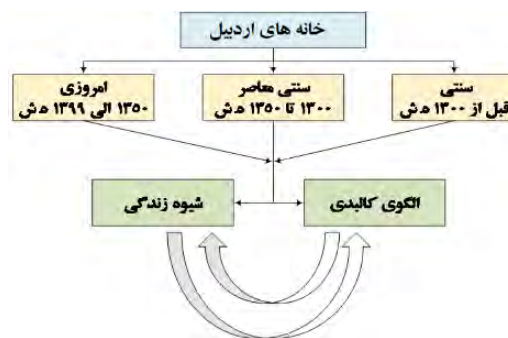 خانه های اردبیل
سنتی
قبل از ۱۳۰۰ ه ش
سنتی معاصر
۱۳۰۰ تا ۱۳۵۰ ه ش
امروزی
۱۳۵۰ الی ۱۳۹۹ ه ش
الگوی کالبدی
شیوه زندگی